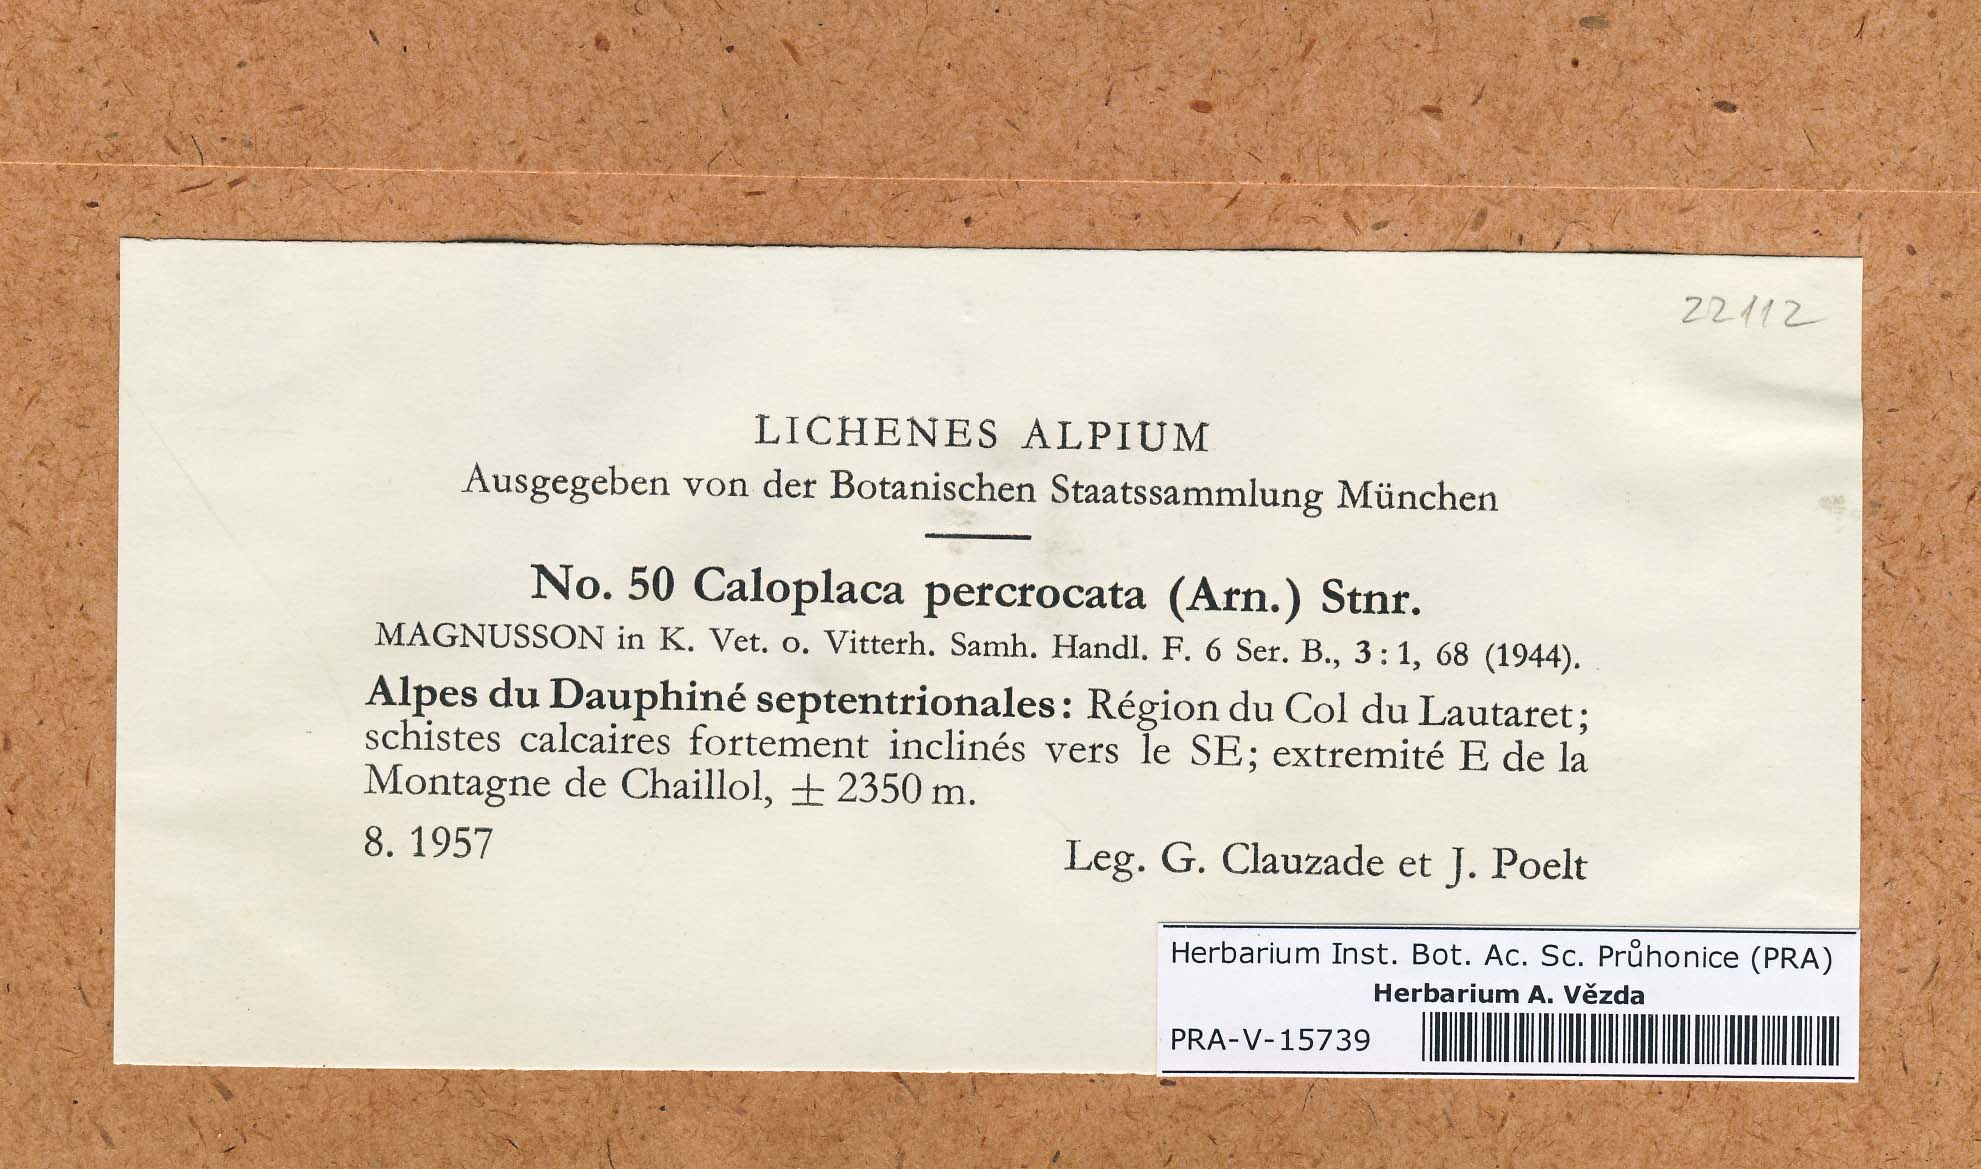 22112
LICHENES ALPIUM
Ausgegeben von der Botanischen Staatssammlung München
No. 50 Caloplaca percrocata (Arn.) Stnr.
MAGNUSSON in K. Vet. o. Vitterh. Samh. Handl. F. 6 Ser. B., 3 : 1, 68 (1944).
Alpes du Dauphiné septentrionales: Région du Col du Lautaret;
schistes calcaires fortement inclinés vers le SE; extremité E de la
Montagne de Chaillol, ± 2350 m.
8. 1957
Leg. G. Clauzade et J. Poelt
Herbarium Inst. Bot. Ac. Sc. Průhonice (PRA)
Herbarium A. Vězda
PRA-V-15739